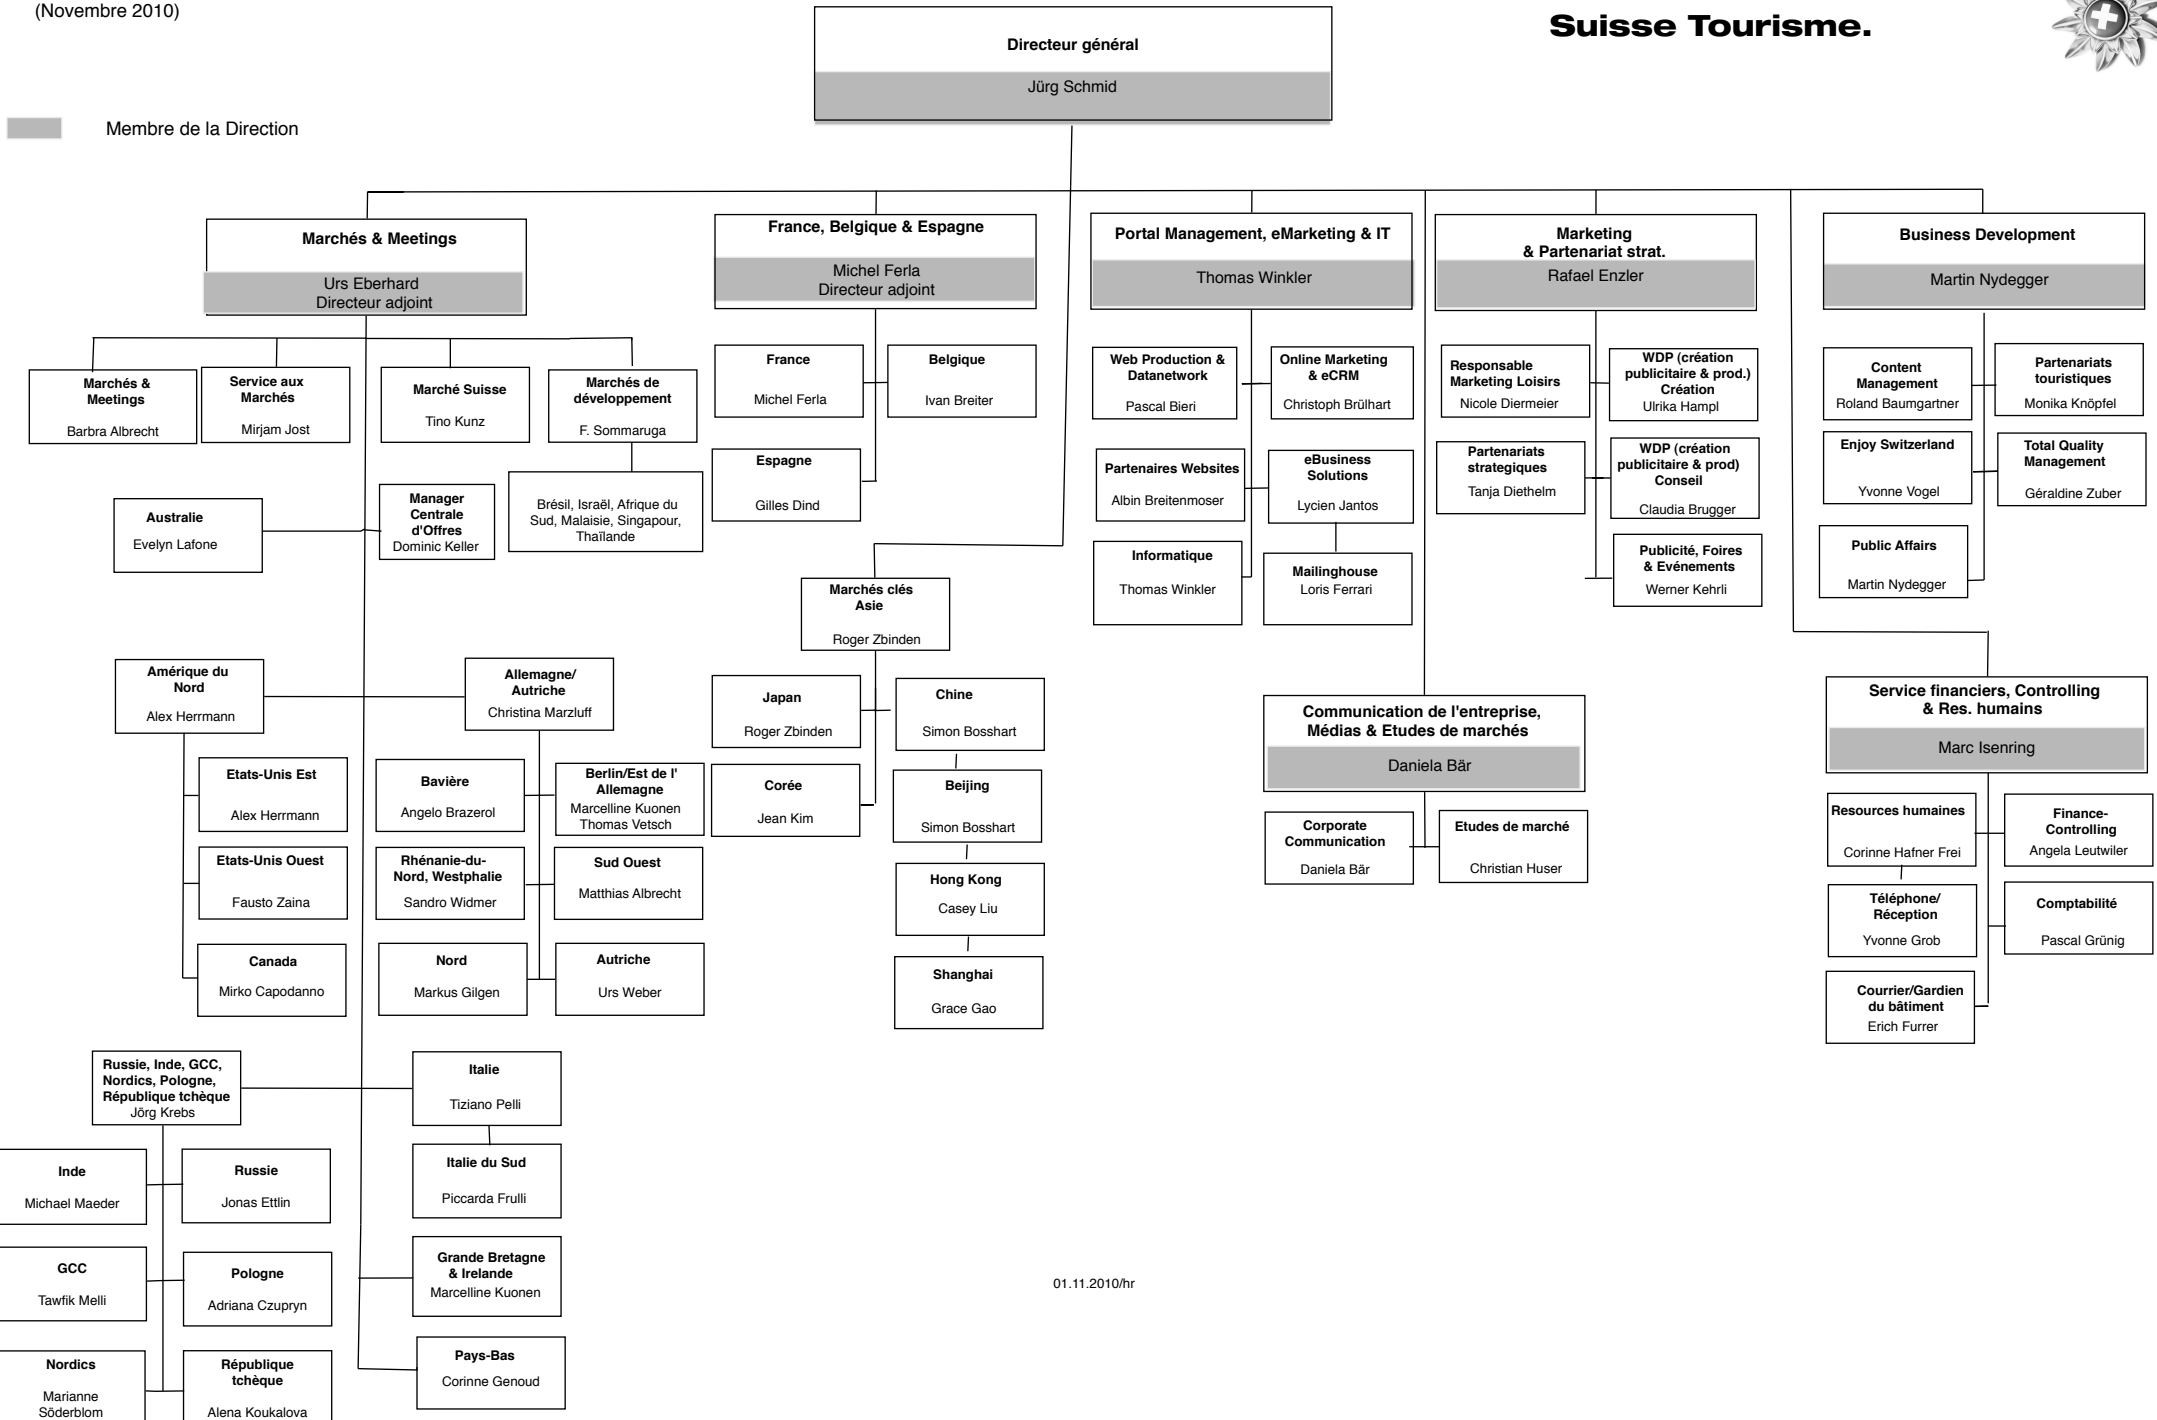 (Novembre 2010)
Suisse Tourisme.
Directeur général
Jürg Schmid
Membre de la Direction
Marchés & Meetings
Urs Eberhard
Directeur adjoint
France, Belgique & Espagne
Michel Ferla
Directeur adjoint
Portal Management, eMarketing & IT
Thomas Winkler
Marketing
& Partenariat strat.
Rafael Enzler
Business Development
Martin Nydegger
Marchés &
Meetings
Barbra Albrecht
Service aux
Marchés
Mirjam Jost
Marché Suisse
Tino Kunz
Marchés de
développement
F. Sommaruga
Brésil, Israël, Afrique du
Sud, Malaisie, Singapour,
Thaïlande
Australie
Evelyn Lafone
Manager
Centrale
d'Offres
Dominic Keller
France
Michel Ferla
Belgique
Ivan Breiter
Espagne
Gilles Dind
Web Production &
Datanetwork
Pascal Bieri
Online Marketing
& eCRM
Christoph Brülhart
Partenaires Websites
Albin Breitenmoser
eBusiness
Solutions
Lycien Jantos
Informatique
Thomas Winkler
Mailinghouse
Loris Ferrari
Responsable
Marketing Loisirs
Nicole Diermeier
WDP (création
publicitaire & prod.)
Création
Ulrika Hampl
Partenariats
strategiques
Tanja Diethelm
WDP (création
publicitaire & prod)
Conseil
Claudia Brugger
Publicité, Foires
& Evénements
Werner Kehrli
Content
Management
Roland Baumgartner
Partenariats
touristiques
Monika Knöpfel
Enjoy Switzerland
Yvonne Vogel
Total Quality
Management
Géraldine Zuber
Public Affairs
Martin Nydegger
Marchés clés
Asie
Roger Zbinden
Japan
Roger Zbinden
Chine
Simon Bosshart
Corée
Jean Kim
Beijing
Simon Bosshart
Hong Kong
Casey Liu
Shanghai
Grace Gao
Amérique du
Nord
Alex Herrmann
Allemagne/
Autriche
Christina Marzluff
Etats-Unis Est
Alex Herrmann
Etats-Unis Ouest
Fausto Zaina
Canada
Mirko Capodanno
Bavière
Angelo Brazerol
Berlin/Est de l'
Allemagne
Marcelline Kuonen
Thomas Vetsch
Rhénanie-du-
Nord, Westphalie
Sandro Widmer
Sud Ouest
Matthias Albrecht
Nord
Markus Gilgen
Autriche
Urs Weber
Communication de l'entreprise,
Médias & Etudes de marchés
Daniela Bär
Corporate
Communication
Daniela Bär
Etudes de marché
Christian Huser
Service financiers, Controlling
& Res. humains
Marc Isenring
Resources humaines
Corinne Hafner Frei
Finance-
Controlling
Angela Leutwiler
Téléphone/
Réception
Yvonne Grob
Comptabilité
Pascal Grünig
Courrier/Gardien
du bâtiment
Erich Furrer
Russie, Inde, GCC,
Nordics, Pologne,
République tchèque
Jörg Krebs
Italie
Tiziano Pelli
Italie du Sud
Piccarda Frulli
Inde
Michael Maeder
Russie
Jonas Ettlin
GCC
Tawfik Melli
Pologne
Adriana Czupryn
Grande Bretagne
& Irelande
Marcelline Kuonen
Nordics
Marianne
Söderblom
République
tchèque
Alena Koukalova
Pays-Bas
Corinne Genoud
01.11.2010/hr